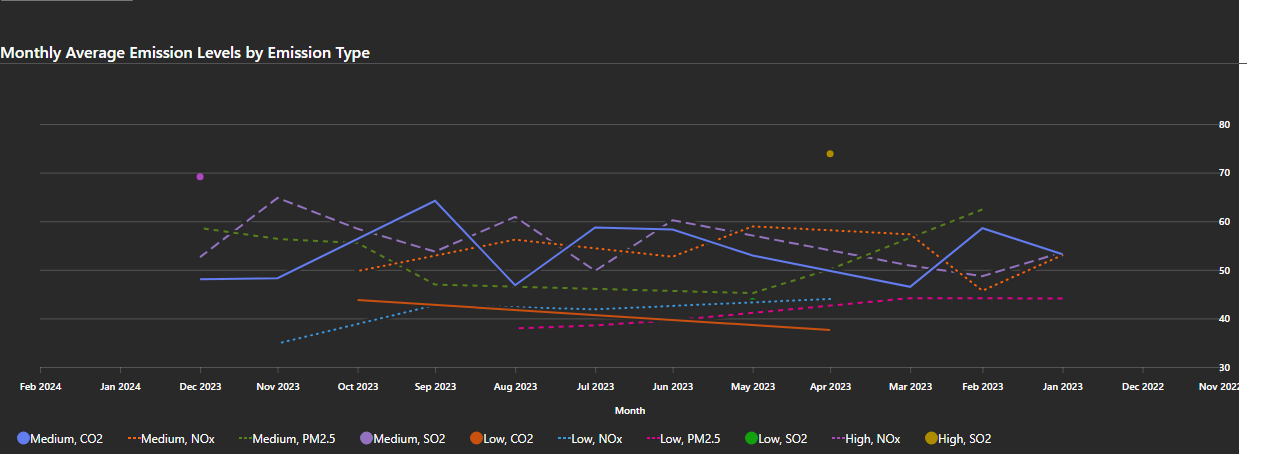 Monthly Average Emission Levels by Emission Type
80
70
60
50
40
30
Feb 2024 Jan 2024 Dec 2023 Nov 2023 Oct 2023 Sep 2023 Aug 2023 Jul 2023 Jun 2023 May 2023 Apr 2023 Mar 2023 Feb 2023 Jan 2023 Dec 2022 Nov 2022
Month
Medium, CO2 Medium, NOx Medium, PM2.5 Medium, SO2 Low, CO2 Low, NOx Low, PM2.5 Low, SO2 High, NOx High, SO2